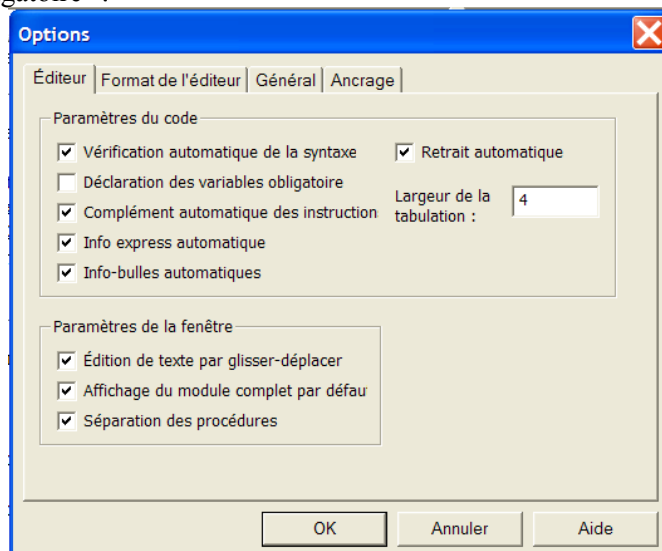 gatoire
Options
Éditeur Format de l'éditeur Général Ancrage
Paramètres du code
Vérification automatique de la syntaxe Retrait automatique
Déclaration des variables obligatoire
Complément automatique des instruction
Largeur de la
tabulation : 4
Info express automatique
Info-bulles automatiques
Paramètres de la fenêtre
Édition de texte par glisser-déplacer
Affichage du module complet par défau
Séparation des procédures
OK Annuler Aide